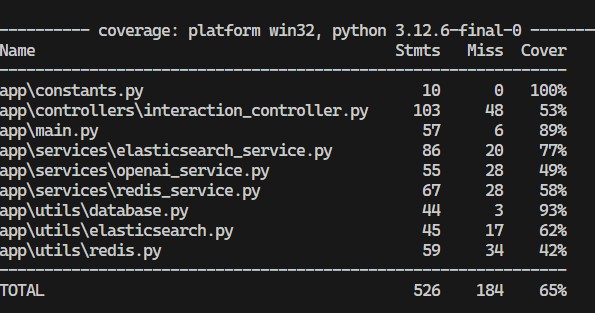 ---------- coverage: platform win32, python 3.12.6-final-0 -------
Name                                       Stmts   Miss  Cover
--------------------------------------------------------------
app\constants.py                              10      0   100%
app\controllers\interaction_controller.py    103     48    53%
app\main.py                                   57      6    89%
app\services\elasticsearch_service.py         86     20    77%
app\services\openai_service.py                55     28    49%
app\services\redis_service.py                 67     28    58%
app\utils\database.py                         44      3    93%
app\utils\elasticsearch.py                    45     17    62%
app\utils\redis.py                            59     34    42%
--------------------------------------------------------------
TOTAL                                        526    184    65%